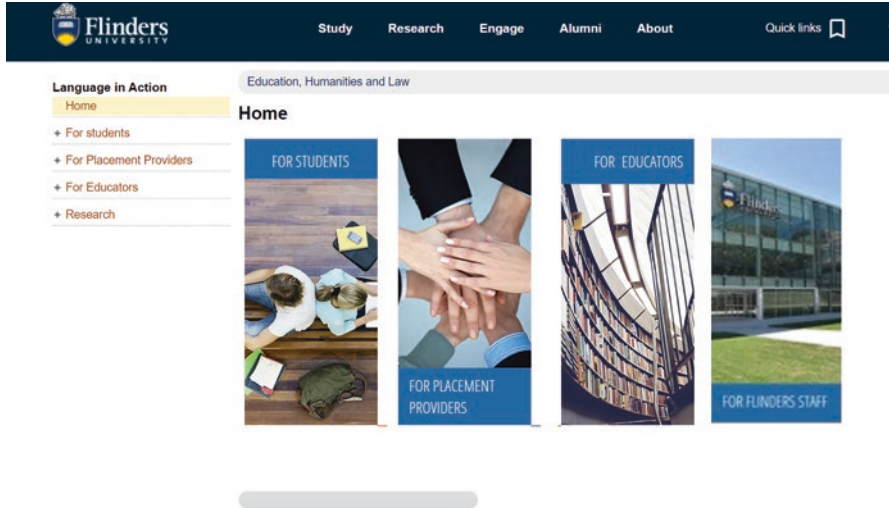 Flinders
UNIVERSITY
Study Research Engage Alumni About Quick links
Language in Action
Home
+ For students
+ For Placement Providers
+ For Educators
+ Research
Education, Humanities and Law
Home
FOR STUDENTS
FOR PLACEMENT
PROVIDERS
FOR EDUCATORS
Flinders
FOR FLINDERS STAFF